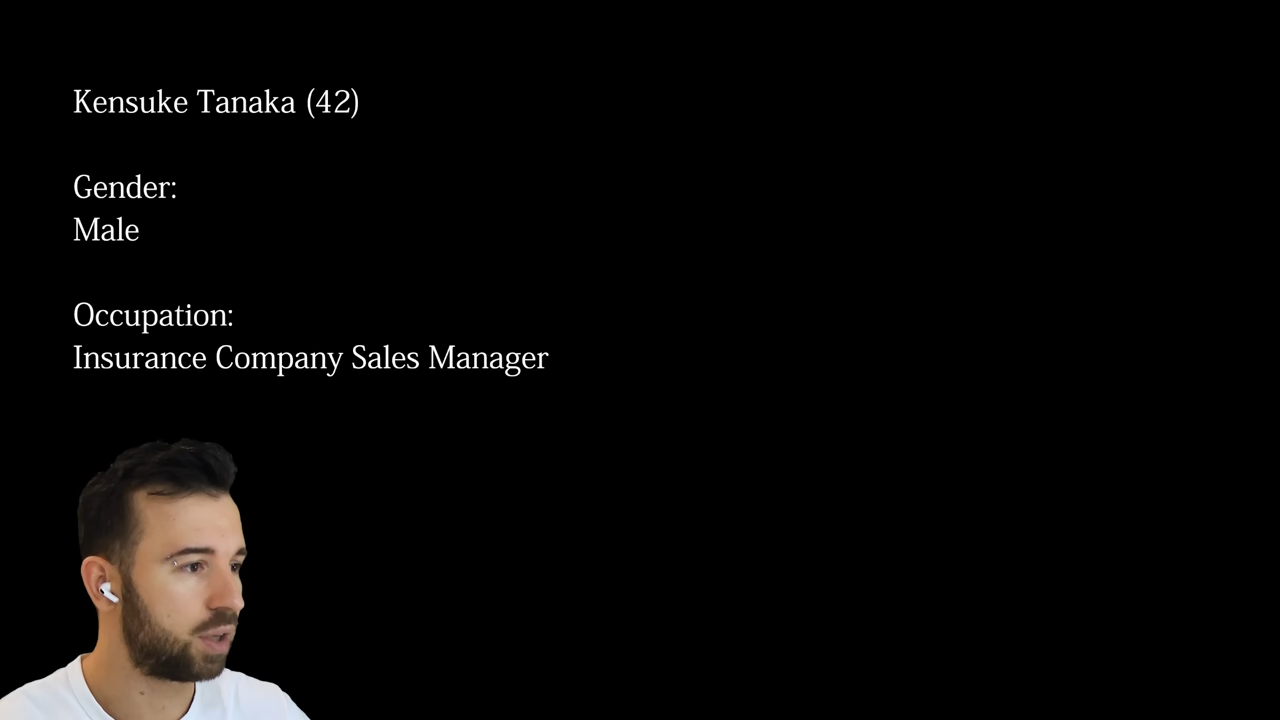 Kensuke Tanaka (42)
Gender:
Male
Occupation:
Insurance Company Sales Manager